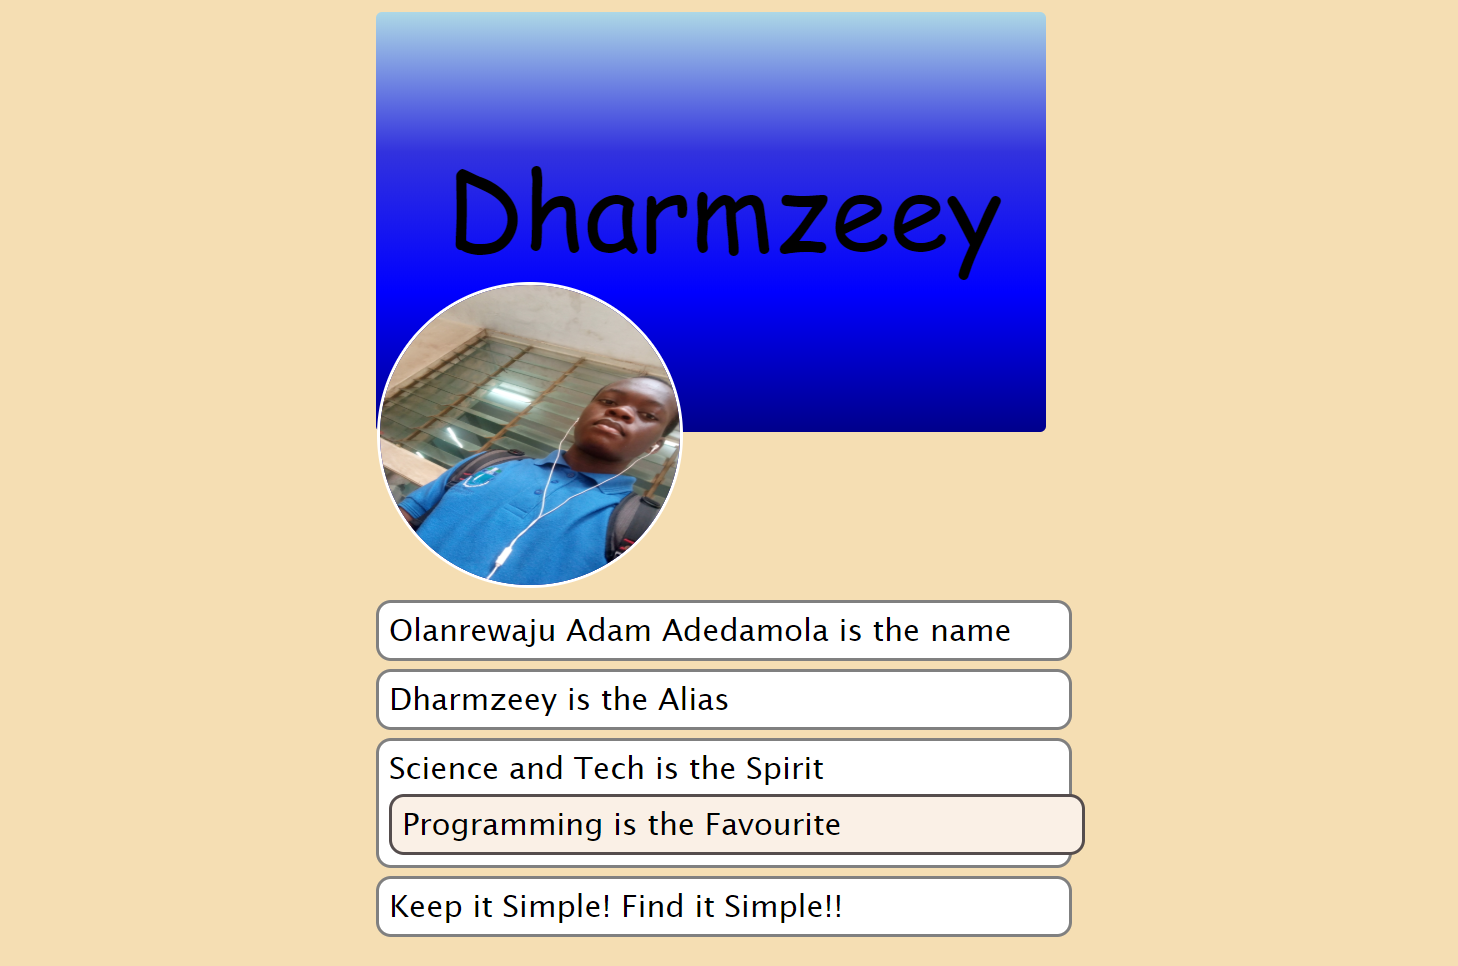 Dharmzeey
Olanrewaju Adam Adedamola is the name
Dharmzeey is the Alias
Science and Tech is the Spirit
Programming is the Favourite
Keep it Simple! Find it Simple!!